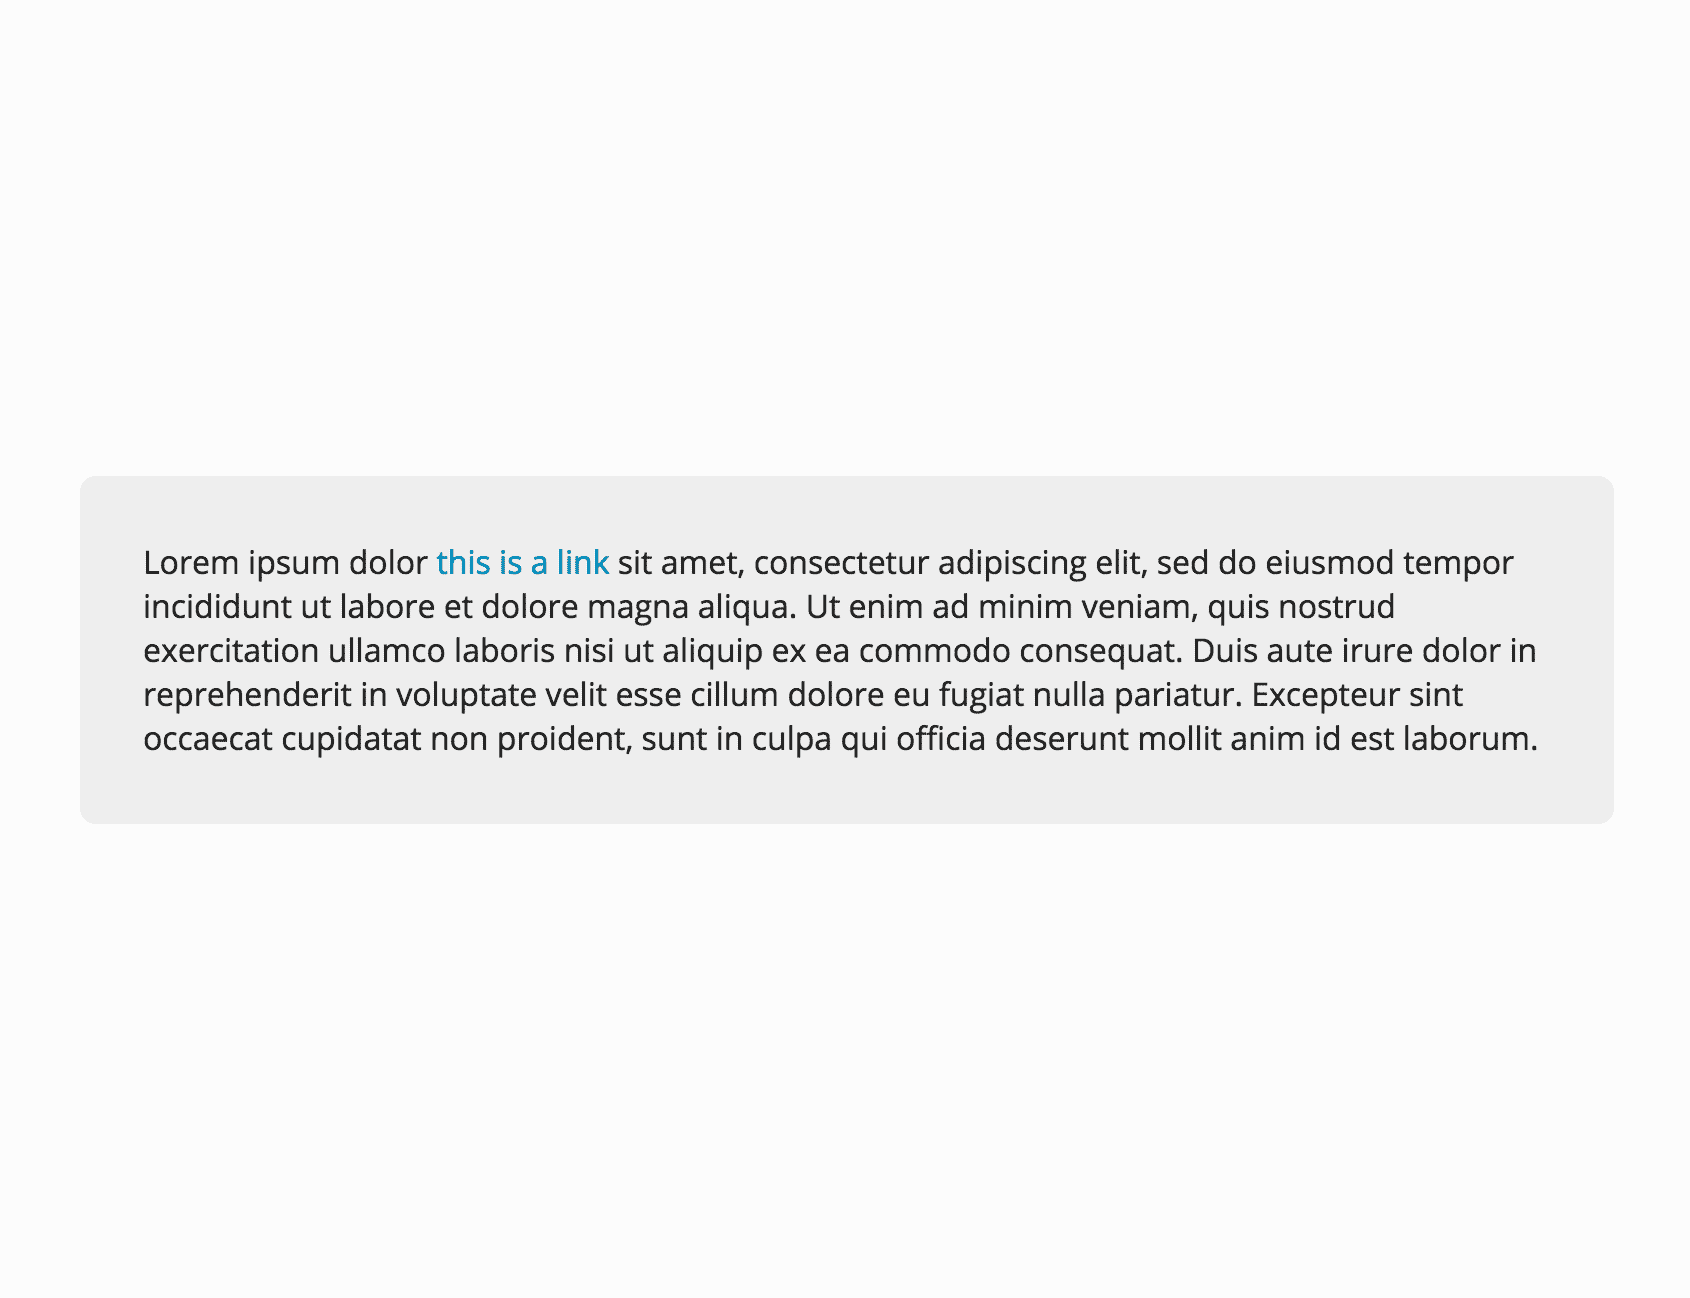 Lorem ipsum dolor this is a link sit amet, consectetur adipiscing elit, sed do eiusmod tempor
incididunt ut labore et dolore magna aliqua. Ut enim ad minim veniam, quis nostrud
exercitation ullamco laboris nisi ut aliquip ex ea commodo consequat. Duis aute irure dolor in
reprehenderit in voluptate velit esse cillum dolore eu fugiat nulla pariatur. Excepteur sint
occaecat cupidatat non proident, sunt in culpa qui officia deserunt mollit anim id est laborum.